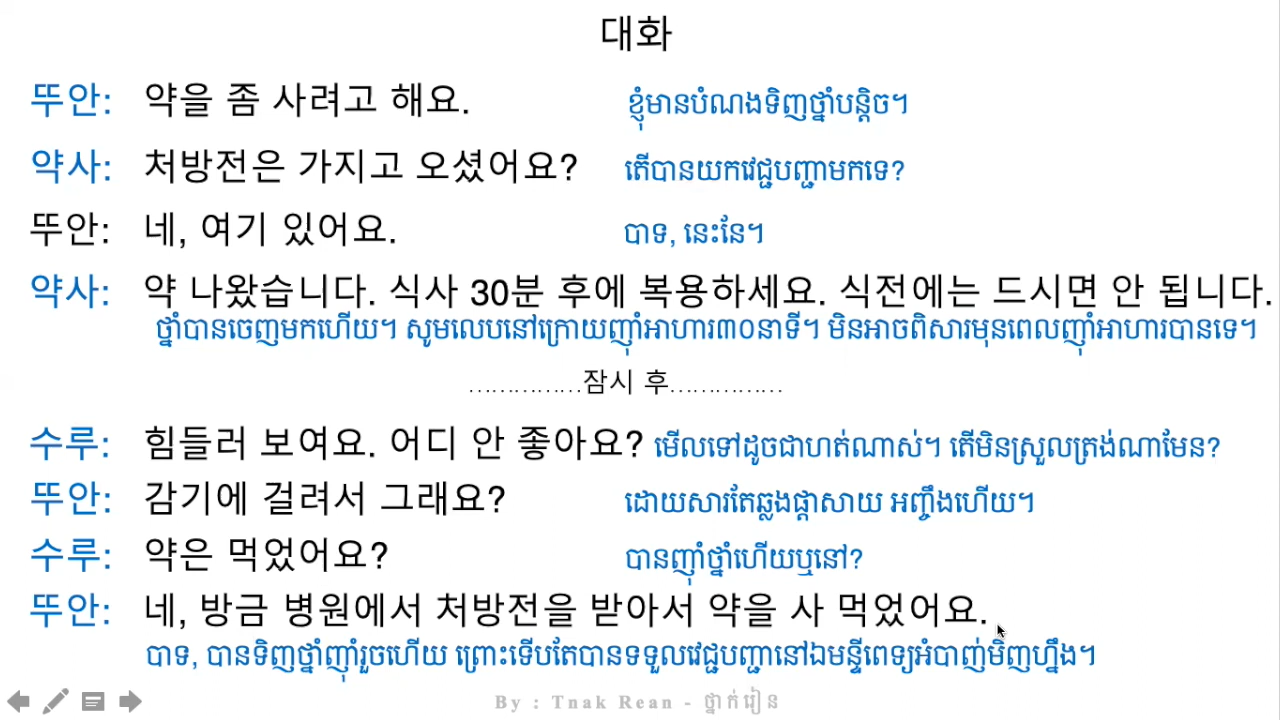 대화
뚜안: 약을 좀 사려고 해요. ខ្ញុំមានបំណងទិញថ្នាំបន្តិច។
약사: 처방전은 가지고 오셨어요? តើបានយកវេជ្ជបញ្ជាមកទេ?
뚜안: 네, 여기 있어요. បាទ, នេះនែ។
약사: 약 나왔습니다. 식사 30분 후에 복용하세요. 식전에는 드시면 안 됩니다.
ថ្នាំបានចេញមកហើយ។ សូមលេបនៅក្រោយញ៉ាំអាហារ៣០នាទី។ មិនអាចពិសារមុនពេលញ៉ាំអាហារបានទេ។
……………잠시 후……………
수루: 힘들러 보여요. 어디 안 좋아요? មើលទៅដូចជាហត់ណាស់។ តើមិនស្រួលត្រង់ណាមែន?
뚜안: 감기에 걸려서 그래요? ដោយសារតែឆ្លងផ្តាសាយ អញ្ចឹងហើយ។
수루: 약은 먹었어요? បានញ៉ាំថ្នាំហើយឬនៅ?
뚜안: 네, 방금 병원에서 처방전을 받아서 약을 사 먹었어요.
បាទ, បានទិញថ្នាំញ៉ាំរួចហើយ ព្រោះទើបតែបានទទួលវេជ្ជបញ្ជានៅឯមន្ទីពេទ្យអំបាញ់មិញហ្នឹង។
By : Tnak Rean - ថ្នាក់រៀន